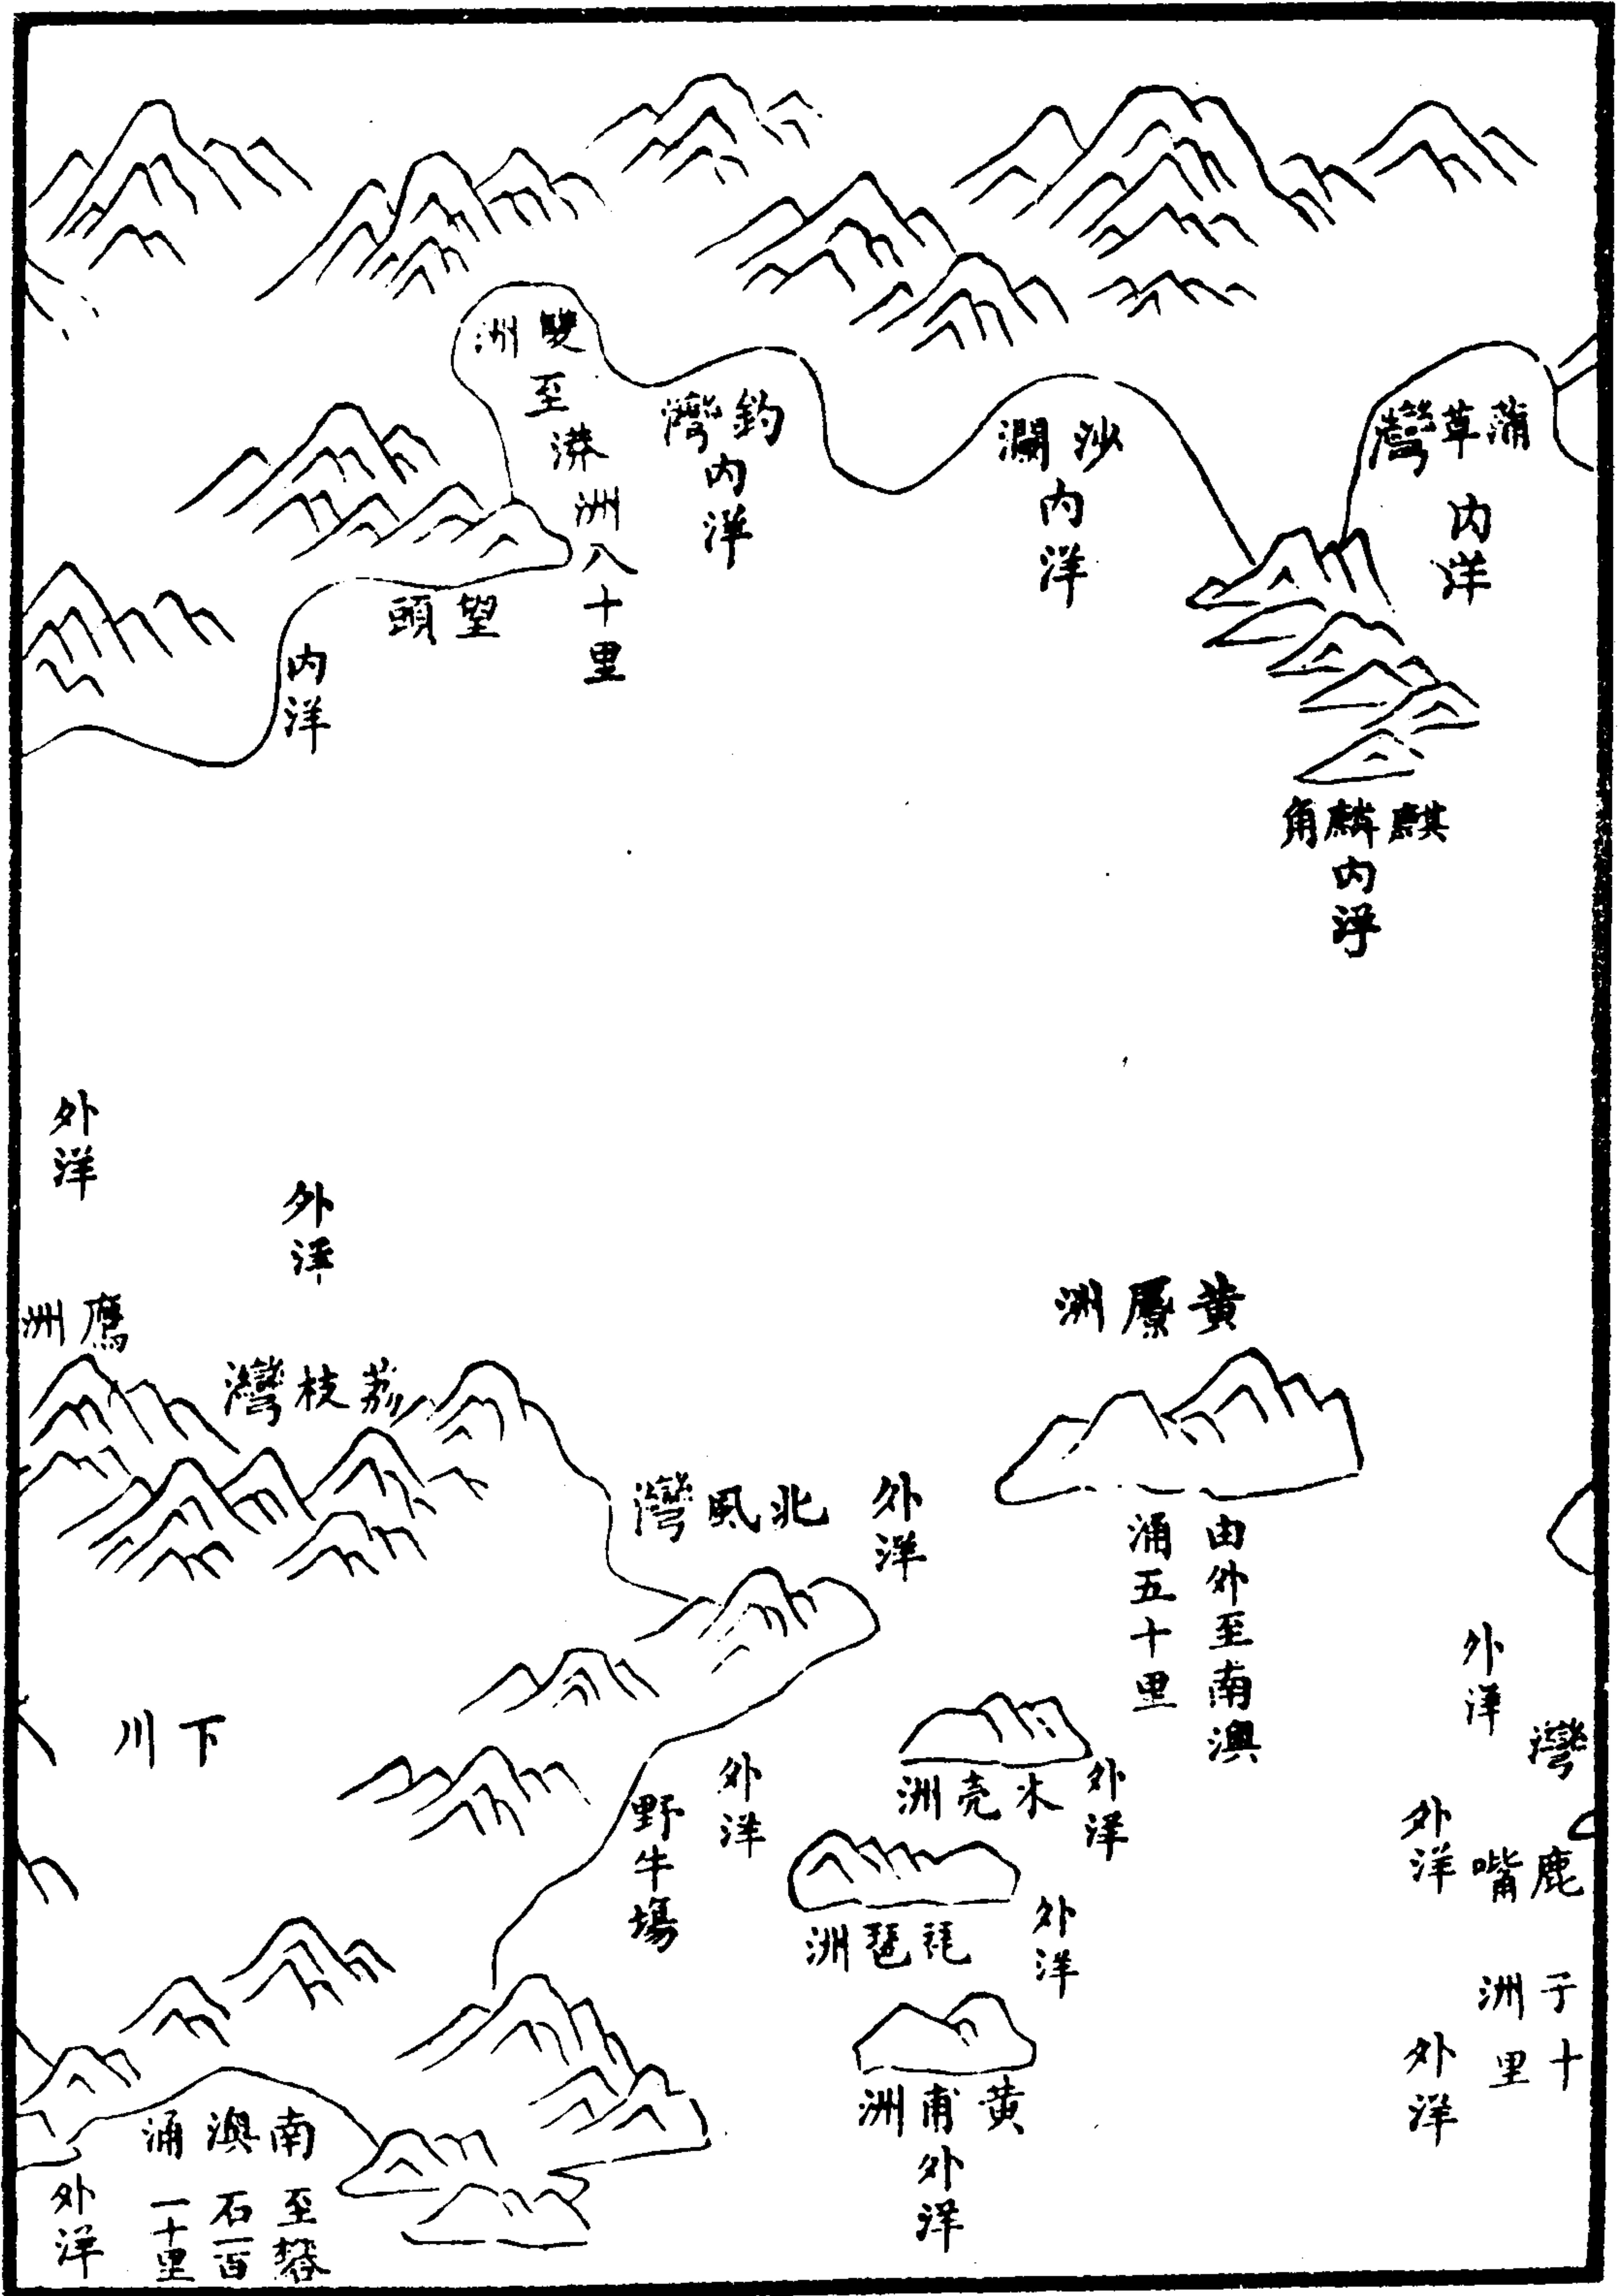 蒲草灣
內洋
麒麟角
內洋
沙瀾
內洋
釣灣
內洋
雙洲
至
漭
洲八十里
望頭
內洋
外洋
外洋
鷹洲
荔枝灣
北風灣
外洋
黃
洲
由外至南澳
涌五十里
外洋
灣
外洋
鹿嘴
子洲
十里
外洋
木壳洲
外洋
琵琶洲
外洋
黃甫洲
外洋
外洋
野牛塲
下川
南澳涌
至
石一百
一十里
外洋